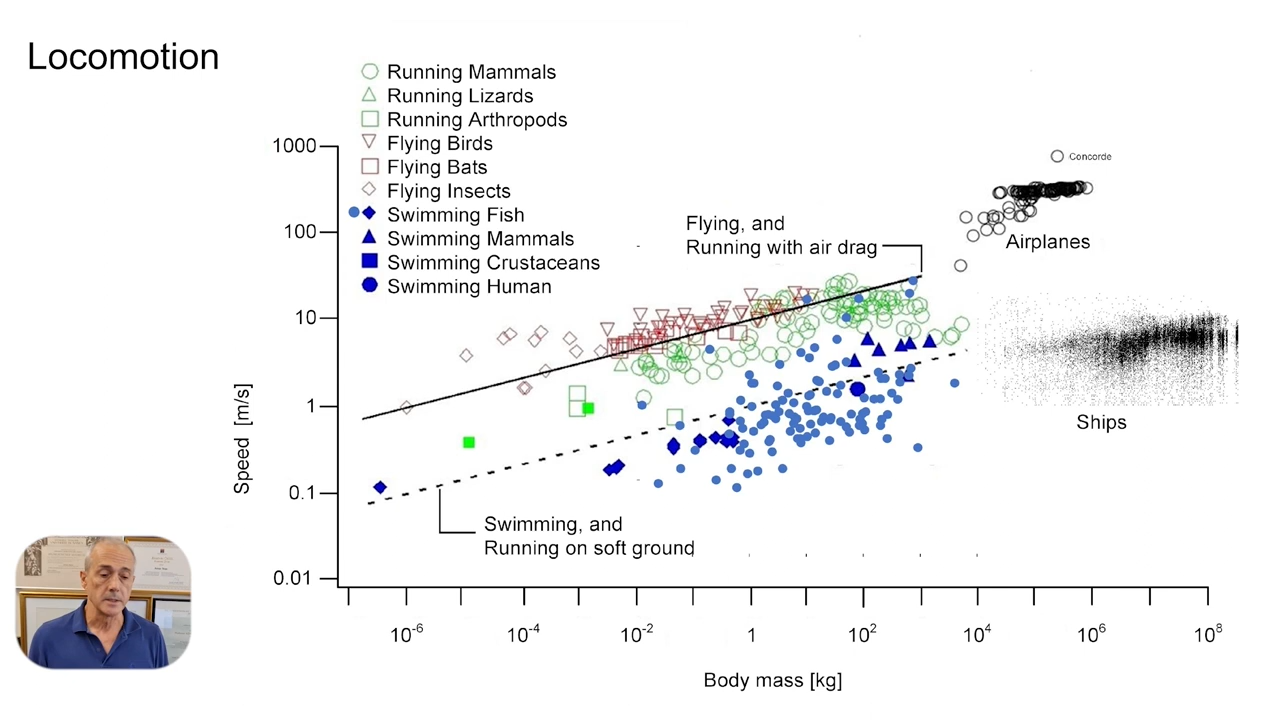 Locomotion
Running Mammals
Running Lizards
Running Arthropods
Flying Birds
Flying Bats
Flying Insects
Swimming Fish
Swimming Mammals
Swimming Crustaceans
Swimming Human
1000
100
10
1
0.1
0.01
Speed [m/s]
Concorde
Airplanes
Flying, and
Running with air drag
Ships
Swimming, and
Running on soft ground
10⁻⁶
10⁻⁴
10⁻²
1
10²
10⁴
10⁶
10⁸
Body mass [kg]